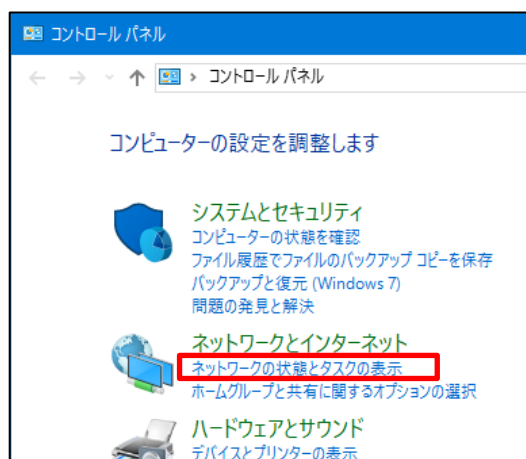 コントロール パネル
コントロール パネル
コンピューターの設定を調整します
システムとセキュリティ
コンピューターの状態を確認
ファイル履歴でファイルのバックアップ コピーを保存
バックアップと復元 (Windows 7)
問題の発見と解決
ネットワークとインターネット
ネットワークの状態とタスクの表示
ホームグループと共有に関するオプションの選択
ハードウェアとサウンド
デバイスとプリンターの表示